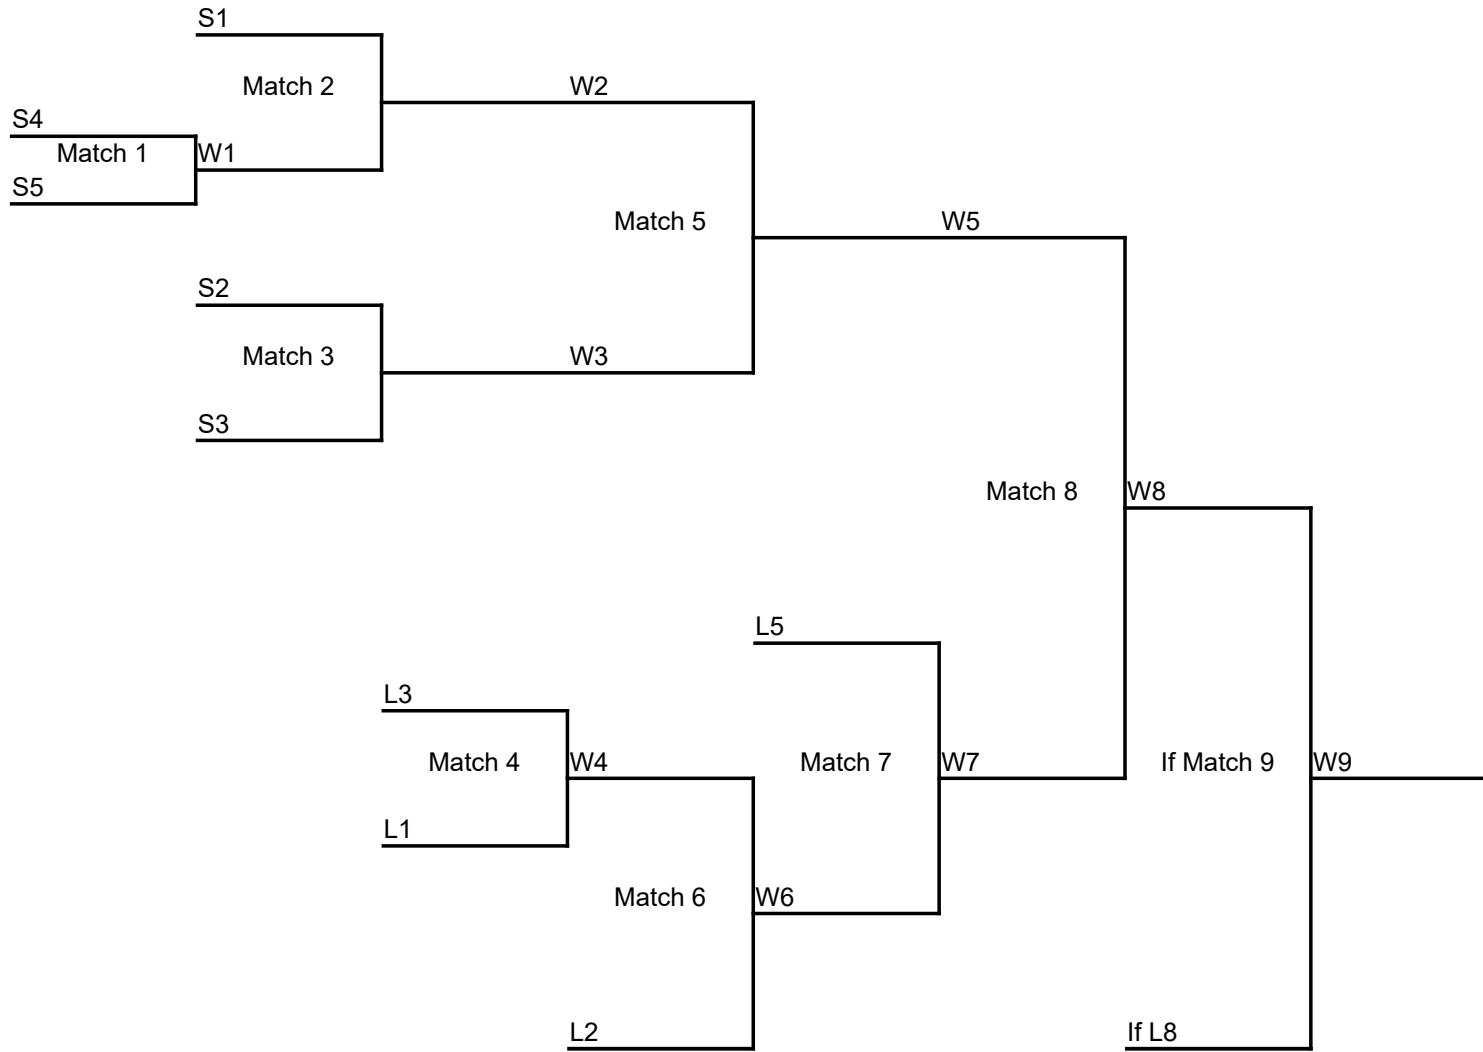 S1
Match 2
W2
S4
Match 1
W1
S5
Match 5
W5
S2
Match 3
W3
S3
Match 8
W8
L5
L3
Match 4
W4
Match 7
W7
If Match 9
W9
L1
Match 6
W6
L2
If L8